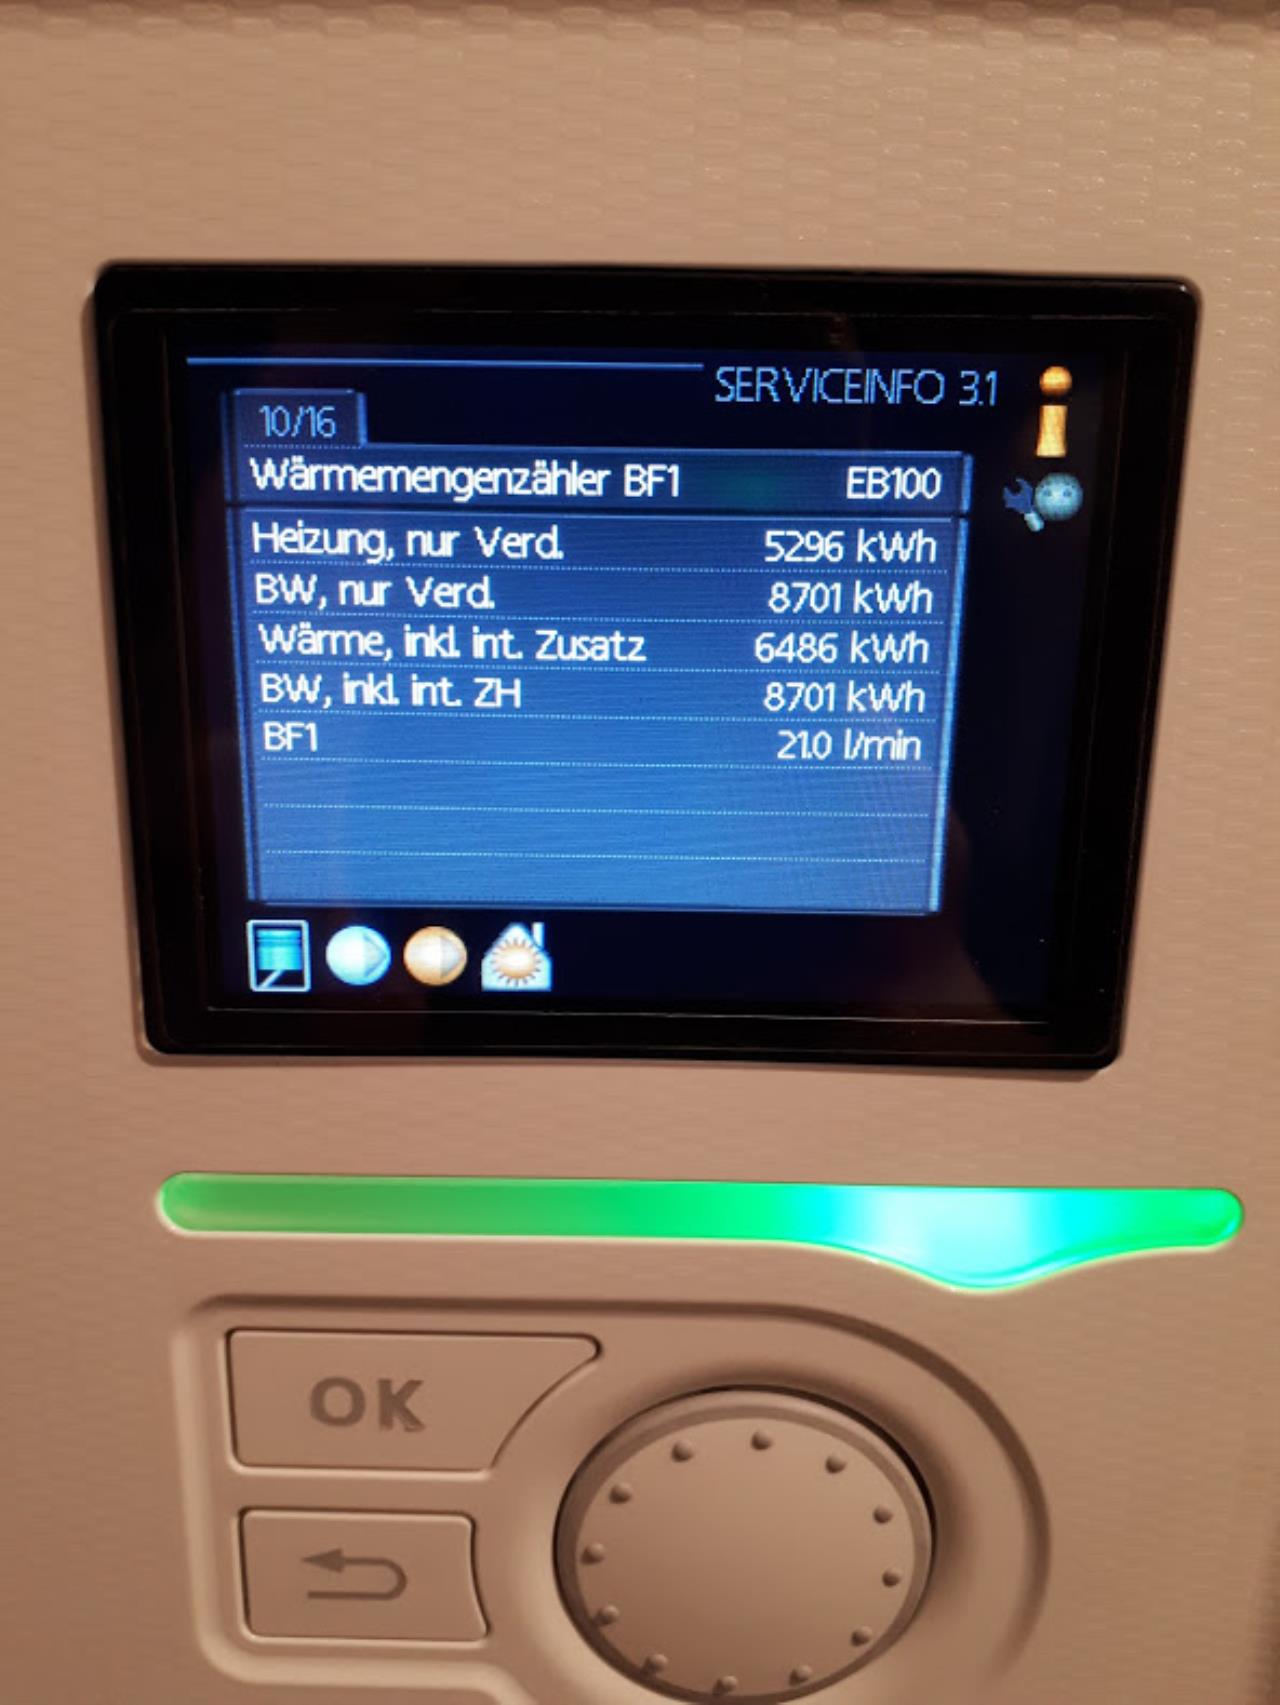 SERVICEINFO 3.1
10/16
Wärmemengenzähler BF1 EB100
Heizung, nur Verd. 5296 kWh
BW, nur Verd. 8701 kWh
Wärme, inkl. int. Zusatz 6486 kWh
BW, inkl. int. ZH 8701 kWh
BF1 21.0 l/min
OK